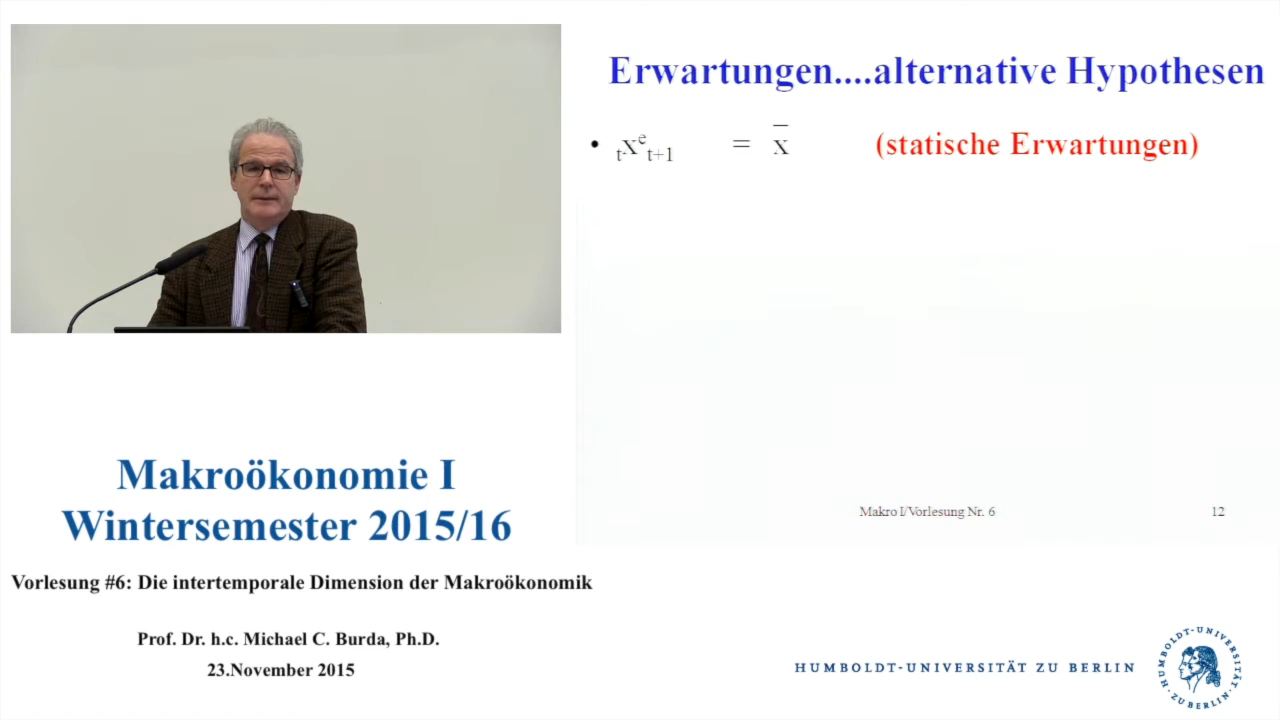 Erwartungen....alternative Hypothesen
• ₜxᵉₜ₊₁ = x̄ (statische Erwartungen)
Makro I/Vorlesung Nr. 6 12
Makroökonomie I
Wintersemester 2015/16
Vorlesung #6: Die intertemporale Dimension der Makroökonomik
Prof. Dr. h.c. Michael C. Burda, Ph.D.
23.November 2015
HUMBOLDT-UNIVERSITÄT ZU BERLIN
HUMBOLDT-UNIVERSITÄT
ZU BERLIN